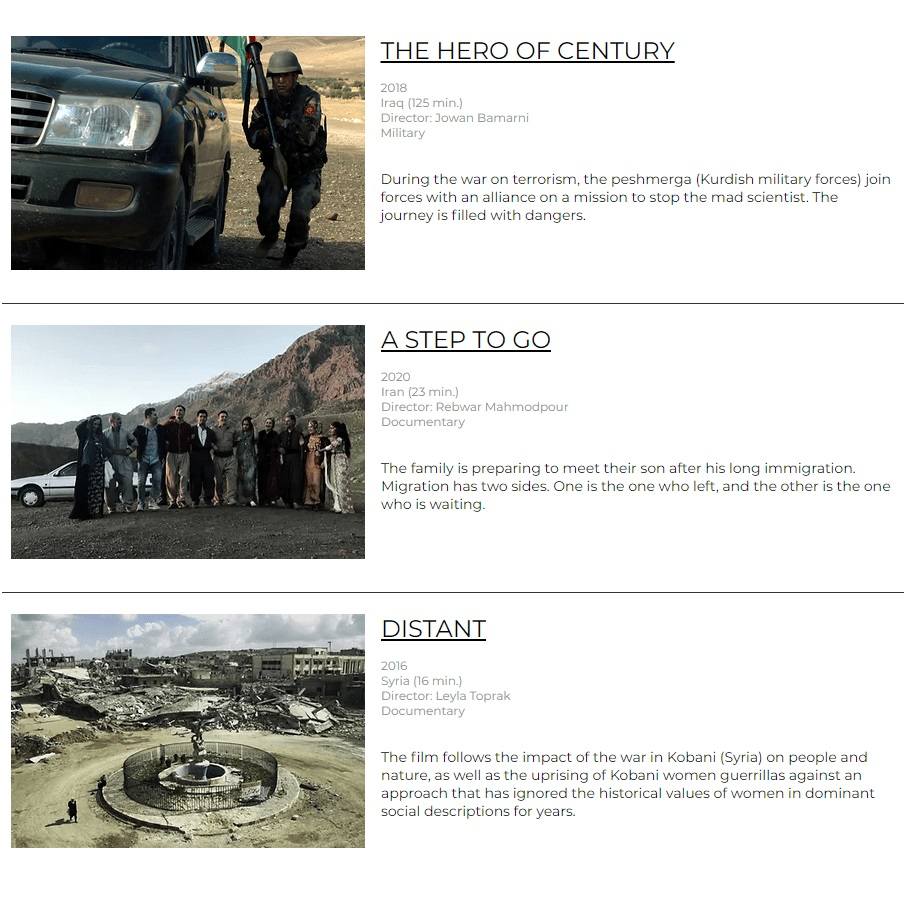 THE HERO OF CENTURY
2018
Iraq (125 min.)
Director: Jowan Bamarni
Military
During the war on terrorism, the peshmerga (Kurdish military forces) join
forces with an alliance on a mission to stop the mad scientist. The
journey is filled with dangers.
A STEP TO GO
2020
Iran (23 min.)
Director: Rebwar Mahmodpour
Documentary
The family is preparing to meet their son after his long immigration.
Migration has two sides. One is the one who left, and the other is the one
who is waiting.
DISTANT
2016
Syria (16 min.)
Director: Leyla Toprak
Documentary
The film follows the impact of the war in Kobani (Syria) on people and
nature, as well as the uprising of Kobani women guerrillas against an
approach that has ignored the historical values of women in dominant
social descriptions for years.